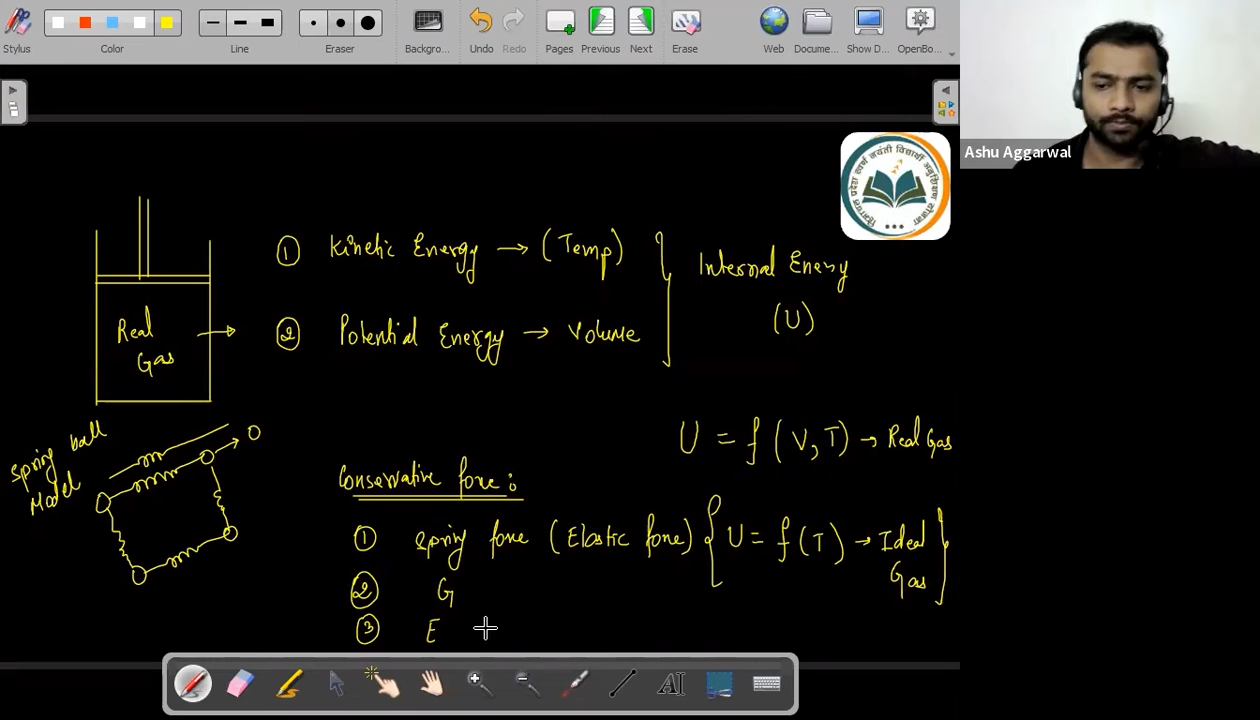 Stylus
Color
Line
Eraser
Backgro...
Undo
Redo
Pages
Previous
Next
Erase
Web
Docume...
Show D...
OpenBo...
Ashu Aggarwal
① Kinetic Energy → (Temp)
② Potential Energy → Volume
Internal Energy
(U)
Real
Gas
Spring ball
Model
U = f (V, T) → Real Gas
Conservative force :
① Spring force (Elastic force)
U = f (T) → Ideal
Gas
② G
③ E
AI